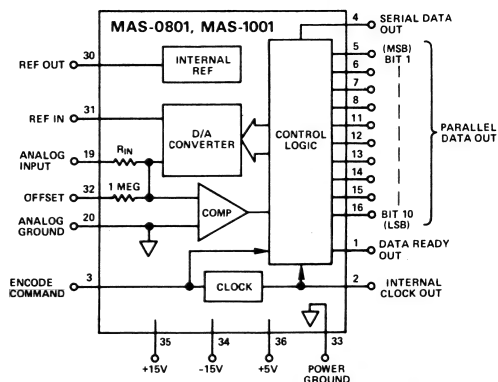 MAS-0801, MAS-1001
4
SERIAL DATA
OUT
30
REF OUT
INTERNAL
REF
5
(MSB)
BIT 1
6
7
8
11
12
13
14
15
16
BIT 10
(LSB)
PARALLEL
DATA OUT
31
REF IN
D/A
CONVERTER
CONTROL
LOGIC
ANALOG
INPUT
19
RIN
OFFSET
32
1 MEG
COMP
ANALOG
GROUND
20
1
DATA READY
OUT
ENCODE
COMMAND
3
CLOCK
2
INTERNAL
CLOCK OUT
35
34
36
33
+15V
-15V
+5V
POWER
GROUND